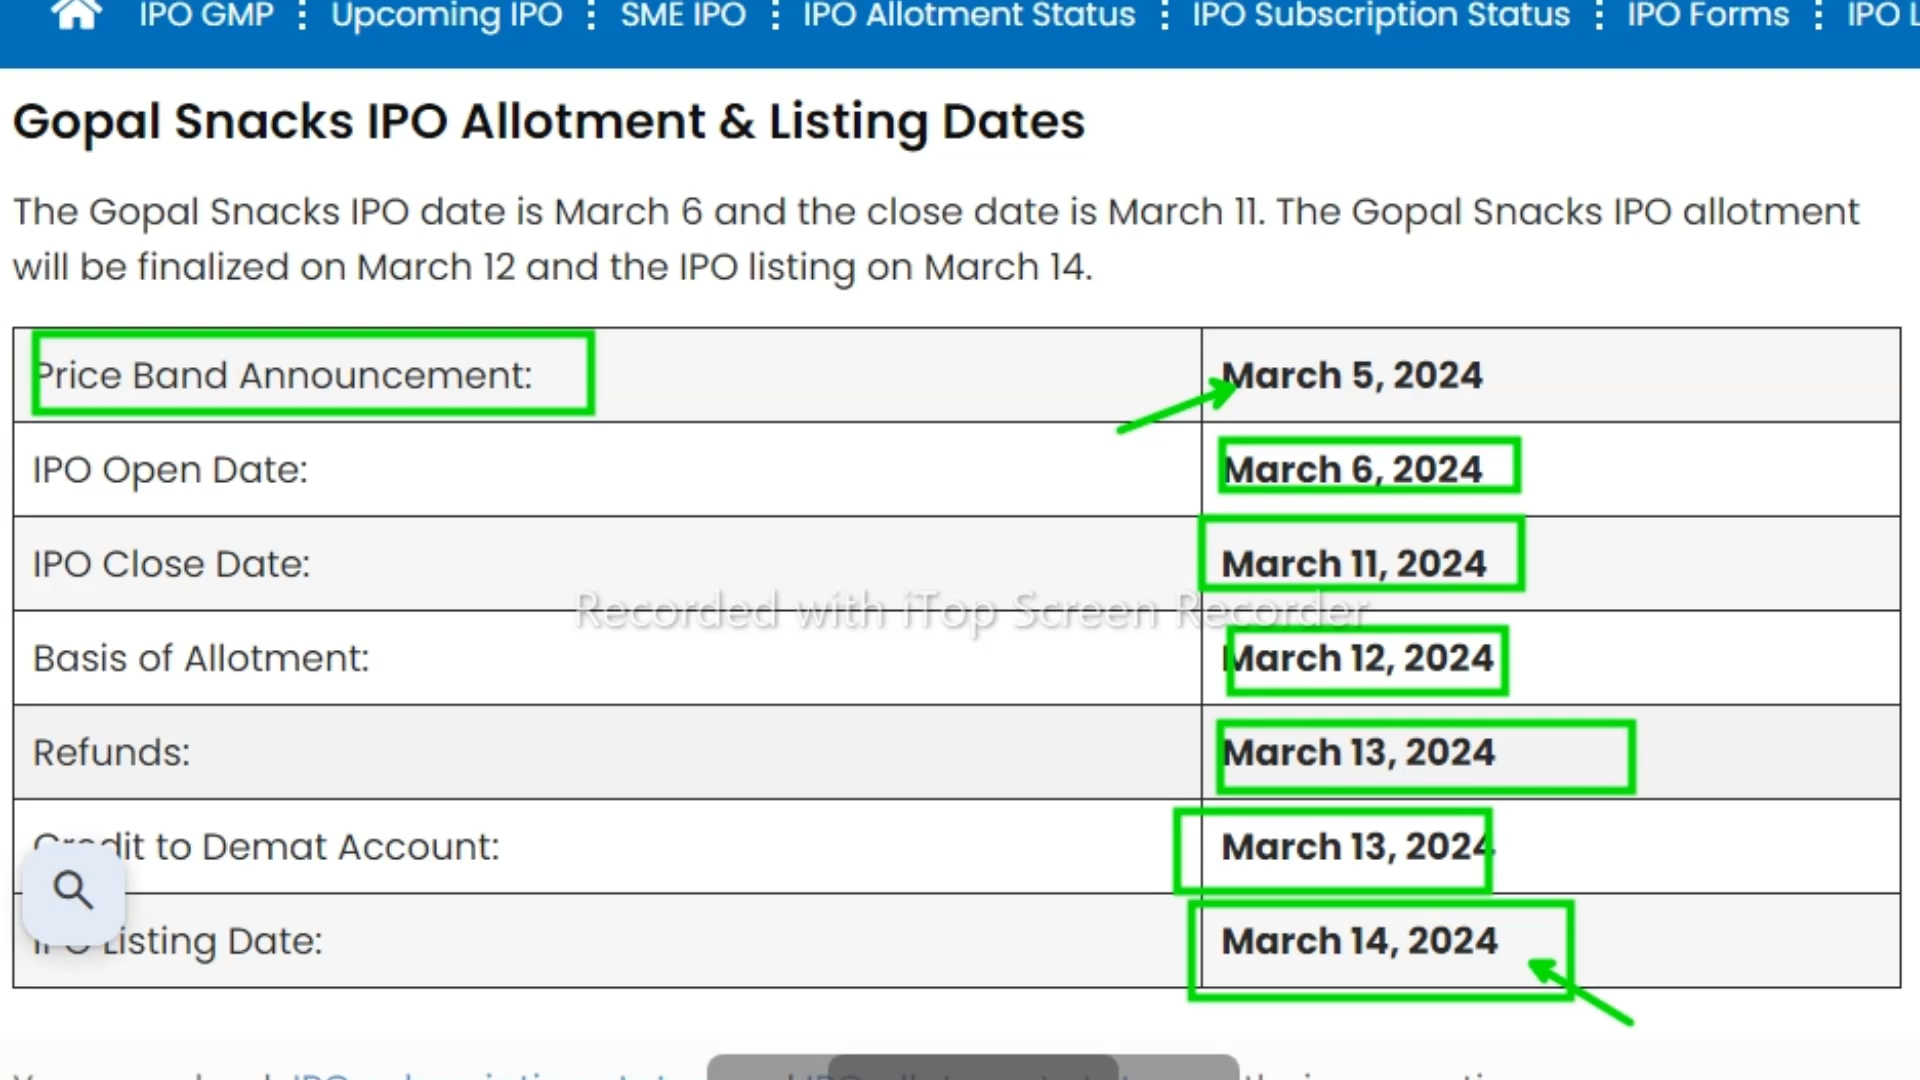 IPO GMP Upcoming IPO SME IPO IPO Allotment Status IPO Subscription Status IPO Forms IPO
Gopal Snacks IPO Allotment & Listing Dates
The Gopal Snacks IPO date is March 6 and the close date is March 11. The Gopal Snacks IPO allotment
will be finalized on March 12 and the IPO listing on March 14.
Price Band Announcement: March 5, 2024
IPO Open Date: March 6, 2024
IPO Close Date: March 11, 2024
Recorded with iTop Screen Recorder
Basis of Allotment: March 12, 2024
Refunds: March 13, 2024
Credit to Demat Account: March 13, 2024
IPO Listing Date: March 14, 2024